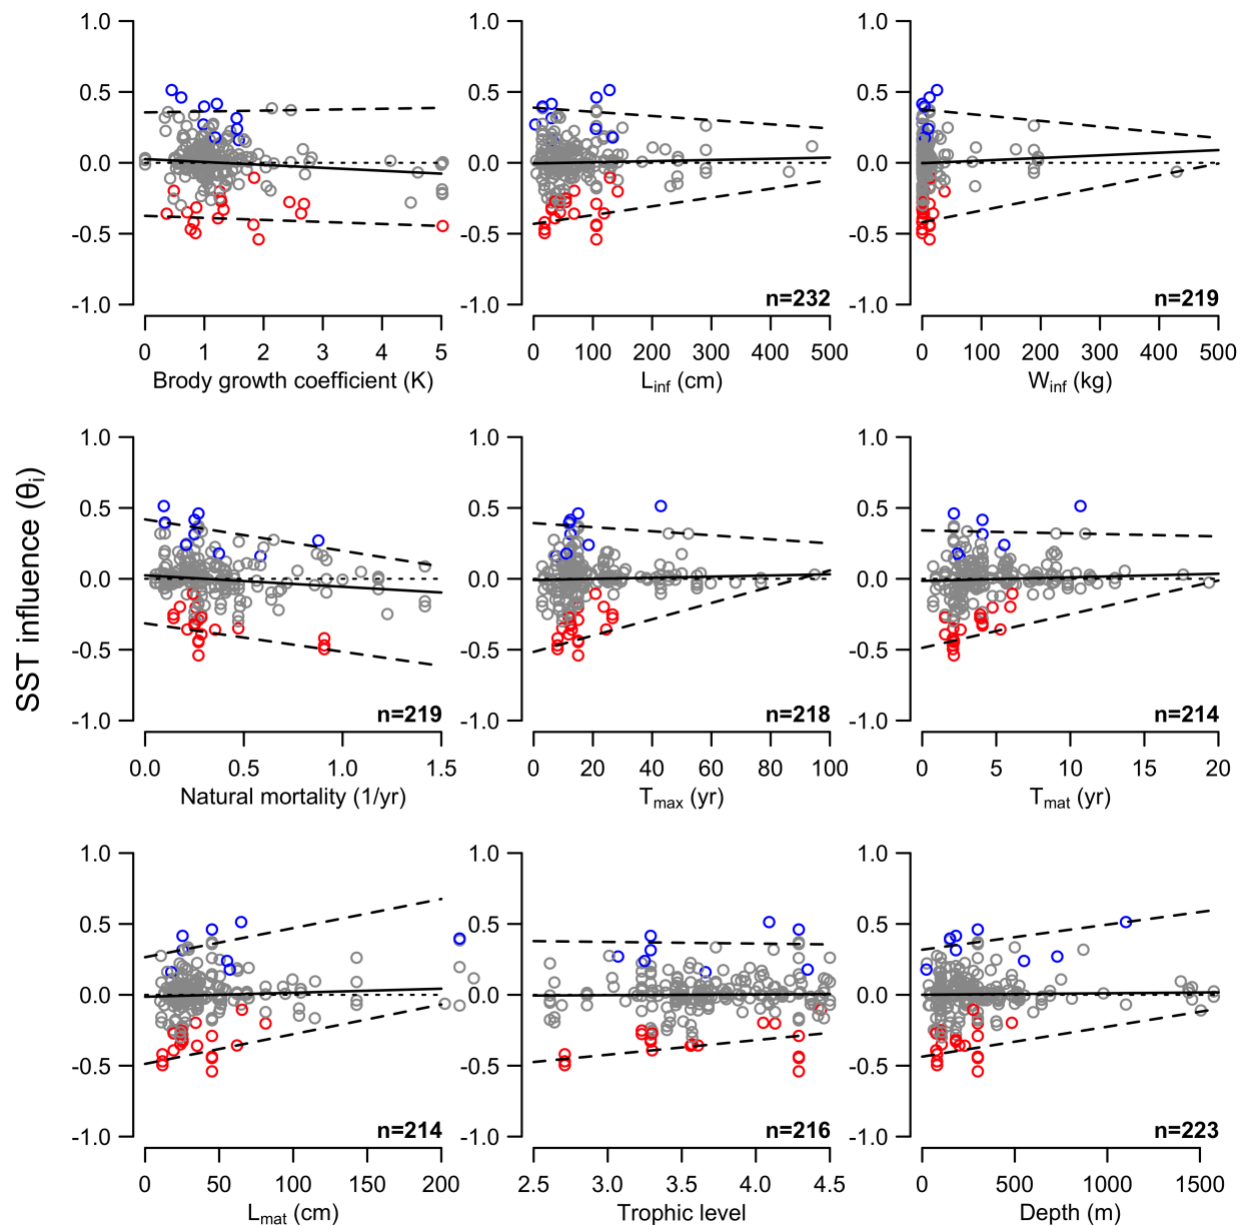 1.0 1.0 1.0
0.5 0.5 0.5
0.0 0.0 0.0
-0.5 -0.5 -0.5
-1.0 -1.0 -1.0
n=232 n=219
0 1 2 3 4 5 0 100 200 300 400 500 0 100 200 300 400 500
Brody growth coefficient (K) L_inf (cm) W_inf (kg)
SST influence (θ_i)
1.0 1.0 1.0
0.5 0.5 0.5
0.0 0.0 0.0
-0.5 -0.5 -0.5
-1.0 -1.0 -1.0
n=219 n=218 n=214
0.0 0.5 1.0 1.5 0 20 40 60 80 100 0 5 10 15 20
Natural mortality (1/yr) T_max (yr) T_mat (yr)
1.0 1.0 1.0
0.5 0.5 0.5
0.0 0.0 0.0
-0.5 -0.5 -0.5
-1.0 -1.0 -1.0
n=214 n=216 n=223
0 50 100 150 200 2.5 3.0 3.5 4.0 4.5 0 500 1000 1500
L_mat (cm) Trophic level Depth (m)